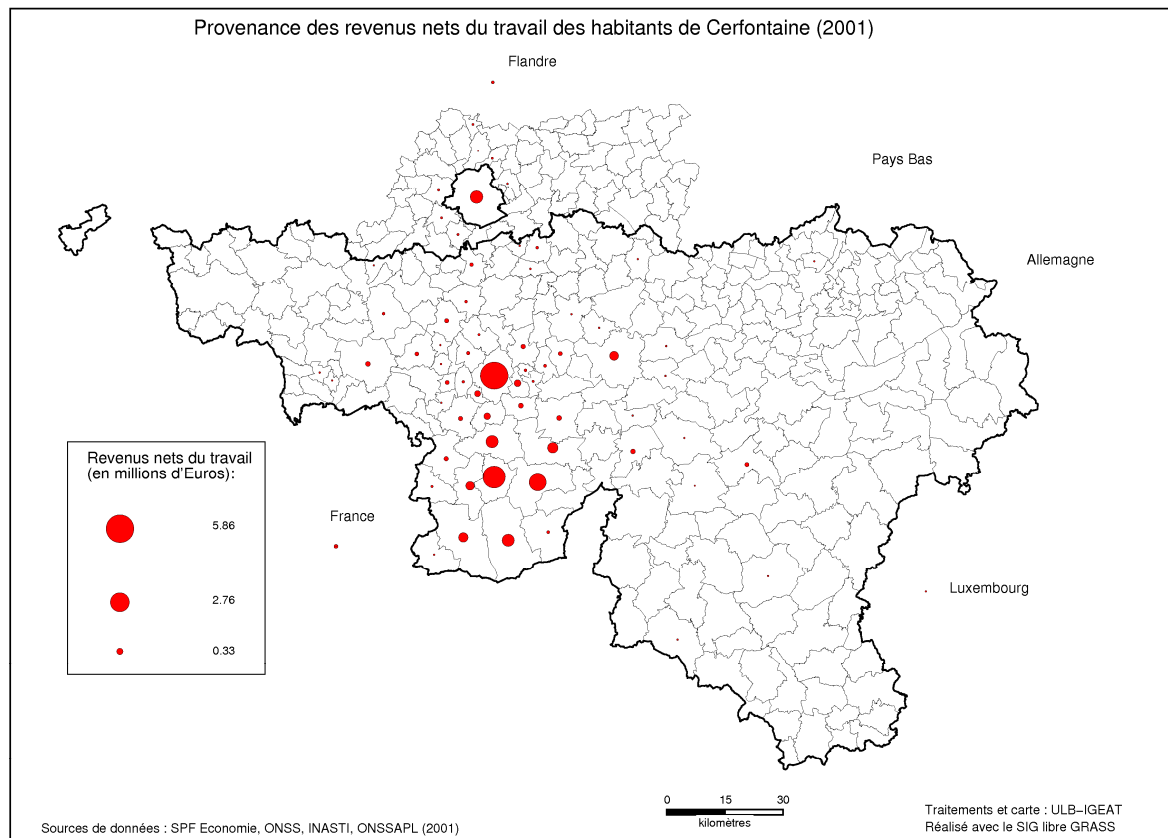 Provenance des revenus nets du travail des habitants de Cerfontaine (2001)
Flandre
Pays Bas
Allemagne
Revenus nets du travail
(en millions d'Euros):
5.86
2.76
0.33
France
Luxembourg
0 15 30
kilomètres
Sources de données : SPF Economie, ONSS, INASTI, ONSSAPL (2001)
Traitements et carte : ULB–IGEAT
Réalisé avec le SIG libre GRASS